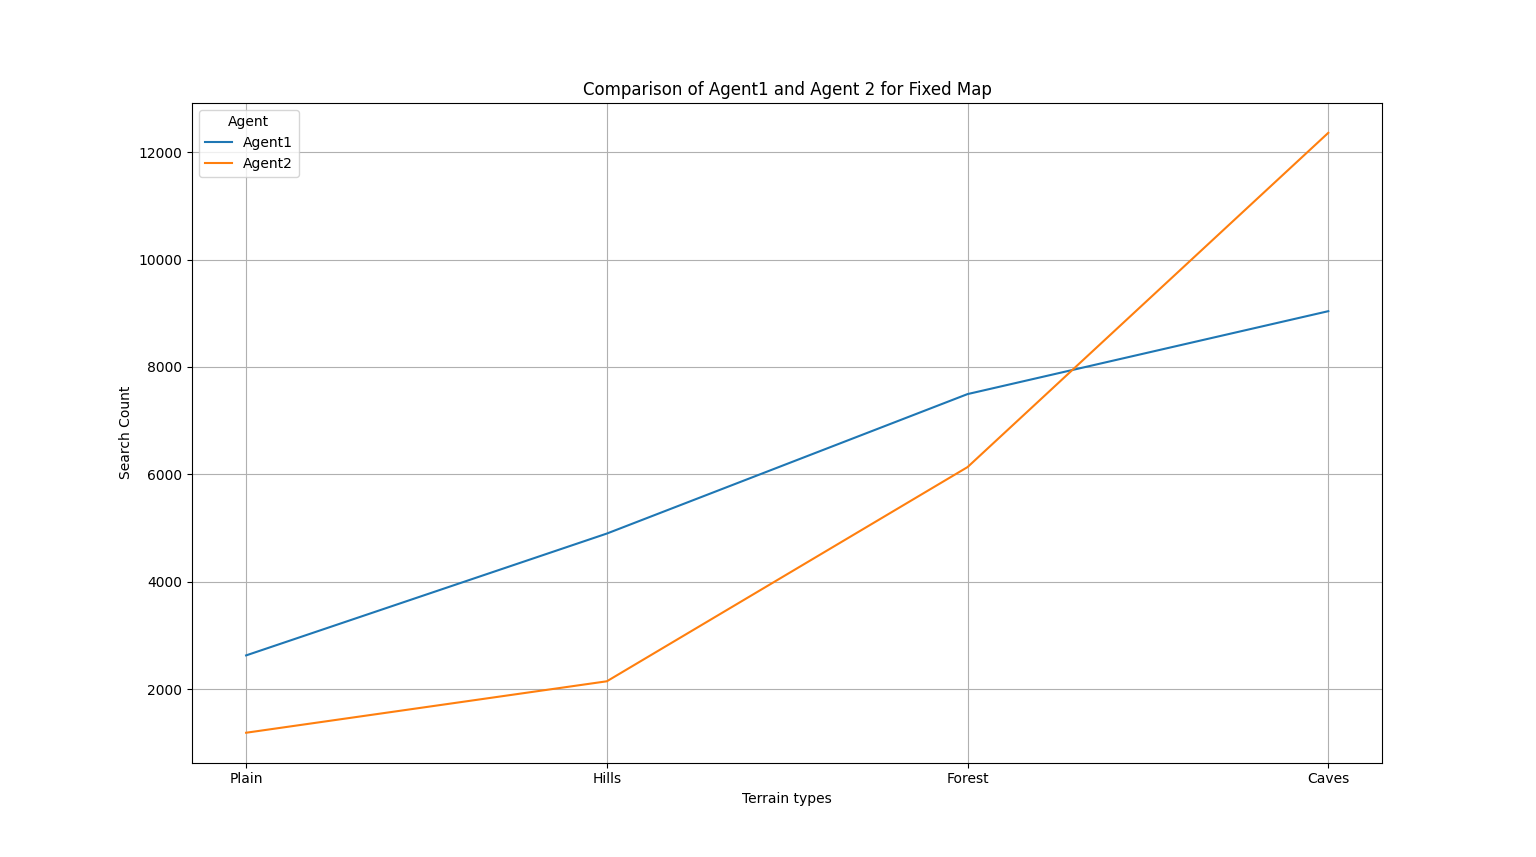 Comparison of Agent1 and Agent 2 for Fixed Map
Agent
Agent1
Agent2
12000
10000
8000
6000
4000
2000
Search Count
Plain
Hills
Forest
Caves
Terrain types